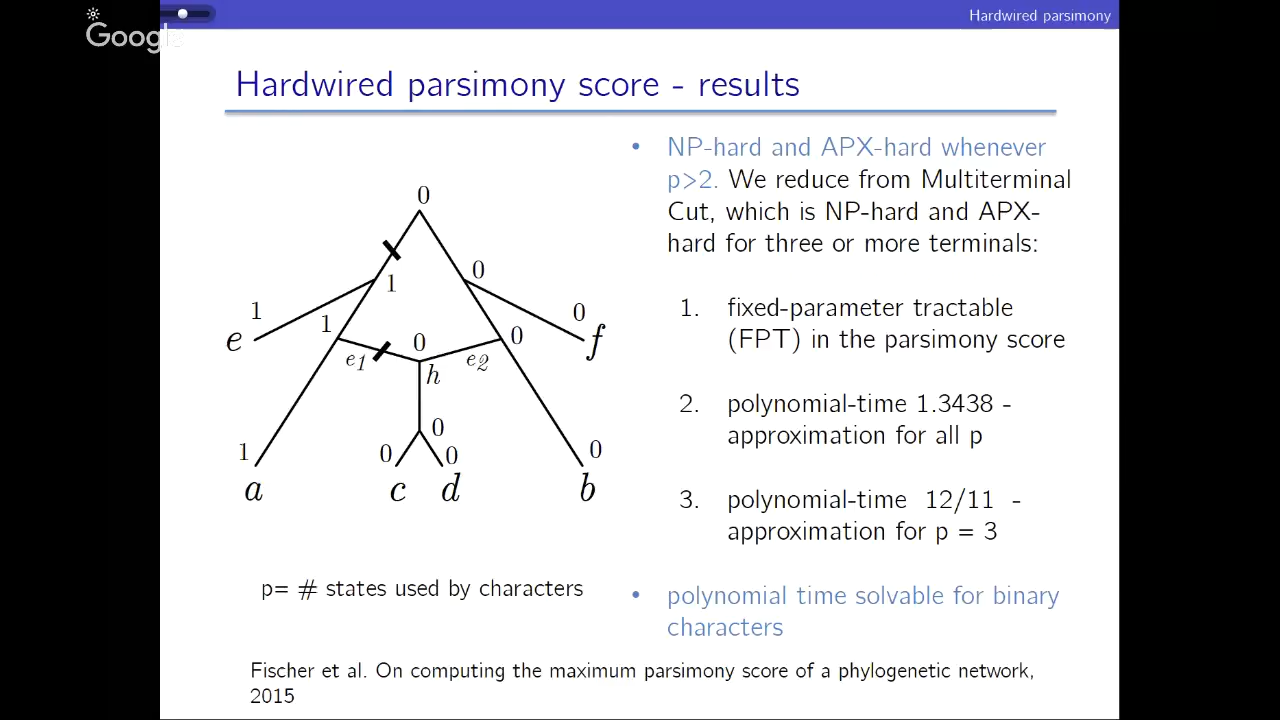 Google
Hardwired parsimony
Hardwired parsimony score - results
• NP-hard and APX-hard whenever
p>2. We reduce from Multiterminal
Cut, which is NP-hard and APX-
hard for three or more terminals:
1. fixed-parameter tractable
(FPT) in the parsimony score
2. polynomial-time 1.3438 -
approximation for all p
3. polynomial-time 12/11 -
approximation for p = 3
• polynomial time solvable for binary
characters
0
1 0
1 0
e f
1 0 0
e1 e2
h
0
1 0 0 0
a c d b
p= # states used by characters
Fischer et al. On computing the maximum parsimony score of a phylogenetic network,
2015